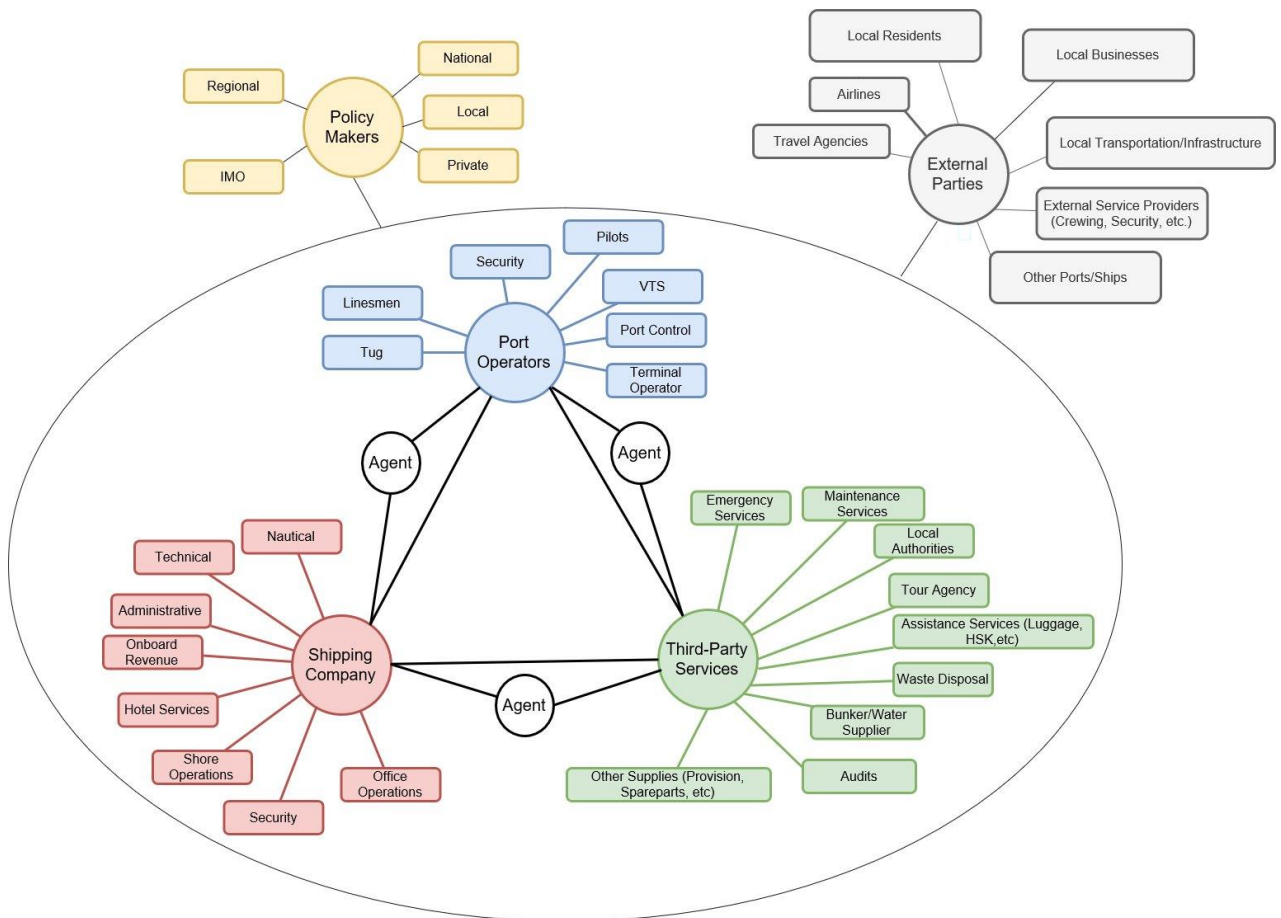 National
Regional
Policy
Makers
Local
IMO
Private
Local Residents
Local Businesses
Airlines
Travel Agencies
External
Parties
Local Transportation/Infrastructure
External Service Providers
(Crewing, Security, etc.)
Other Ports/Ships
Pilots
Security
VTS
Linesmen
Port Control
Tug
Port
Operators
Terminal
Operator
Agent
Agent
Nautical
Technical
Administrative
Onboard
Revenue
Shipping
Company
Hotel Services
Shore
Operations
Office
Operations
Security
Agent
Emergency
Services
Maintenance
Services
Local
Authorities
Tour Agency
Third-Party
Services
Assistance Services (Luggage,
HSK,etc)
Waste Disposal
Bunker/Water
Supplier
Audits
Other Supplies (Provision,
Spareparts, etc)